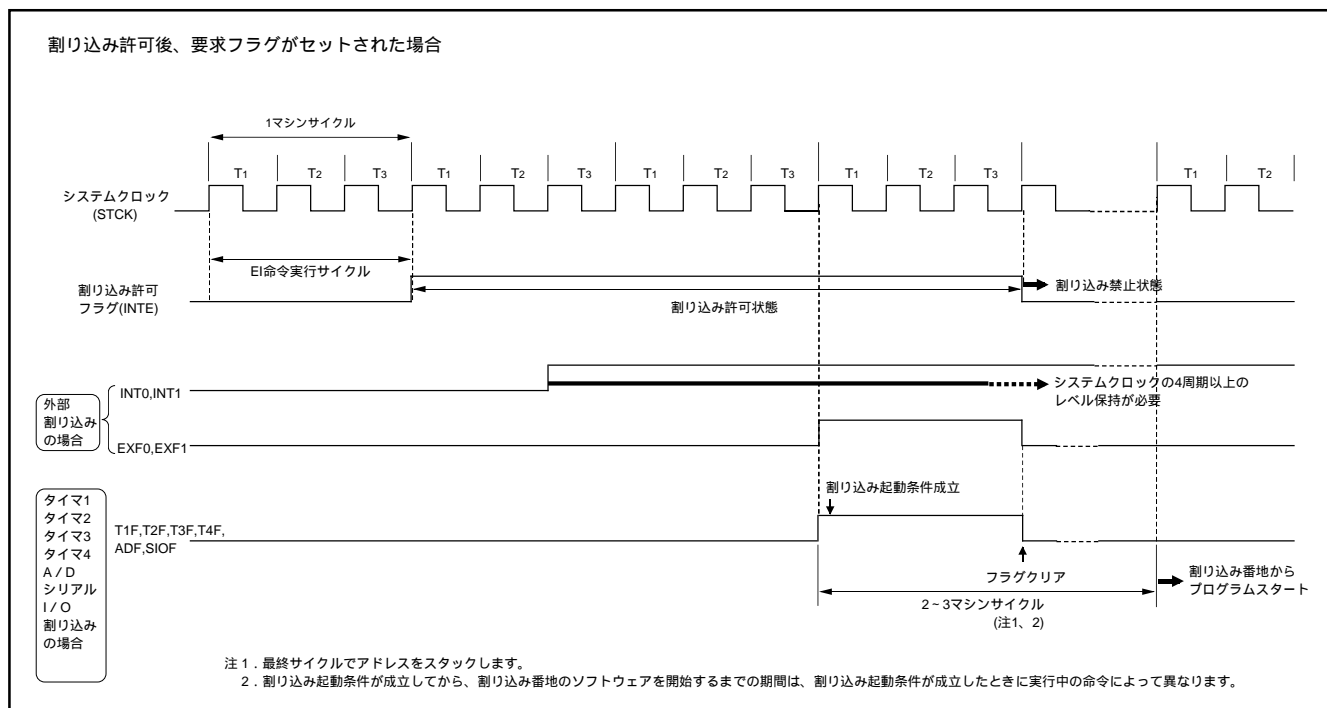 割り込み許可後、要求フラグがセットされた場合
1マシンサイクル
T1 T2 T3 T1 T2 T3 T1 T2 T3 T1 T2 T3 T1 T2
システムクロック
(STCK)
EI命令実行サイクル
割り込み許可
フラグ(INTE)
割り込み許可状態
割り込み禁止状態
外部
割り込み
の場合
INT0,INT1
システムクロックの4周期以上の
レベル保持が必要
EXF0,EXF1
割り込み起動条件成立
タイマ1
タイマ2
タイマ3
タイマ4
A / D
シリアル
I / O
割り込み
の場合
T1F,T2F,T3F,T4F,
ADF,SIOF
フラグクリア
割り込み番地から
プログラムスタート
2~3マシンサイクル
(注1、2)
注 1 . 最終サイクルでアドレスをスタックします。
2 . 割り込み起動条件が成立してから、割り込み番地のソフトウェアを開始するまでの期間は、割り込み起動条件が成立したときに実行中の命令によって異なります。